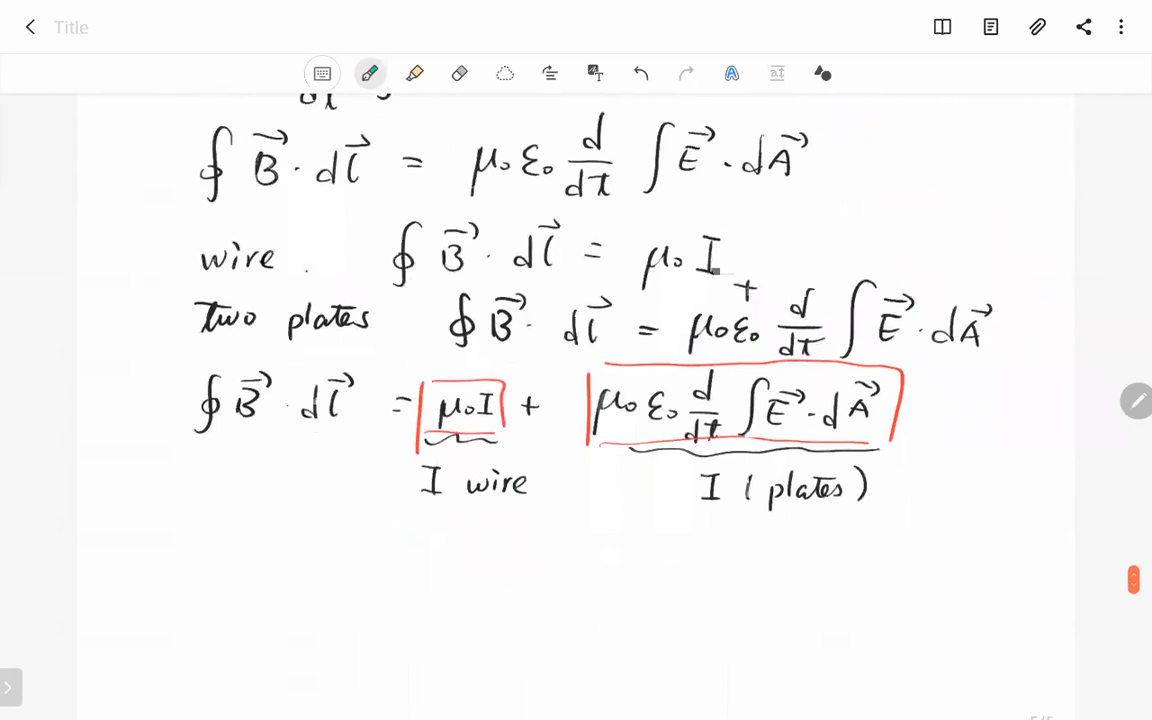 Title
∮ B⃗ · dl⃗ = μ₀ ε₀ d/dt ∫ E⃗ · dA⃗
wire ∮ B⃗ · dl⃗ = μ₀ I
+
two plates ∮ B⃗ · dl⃗ = μ₀ε₀ d/dt ∫ E⃗ · dA⃗
∮ B⃗ · dl⃗ = μ₀I + μ₀ ε₀ d/dt ∫ E⃗ · dA⃗
I wire I (plates)